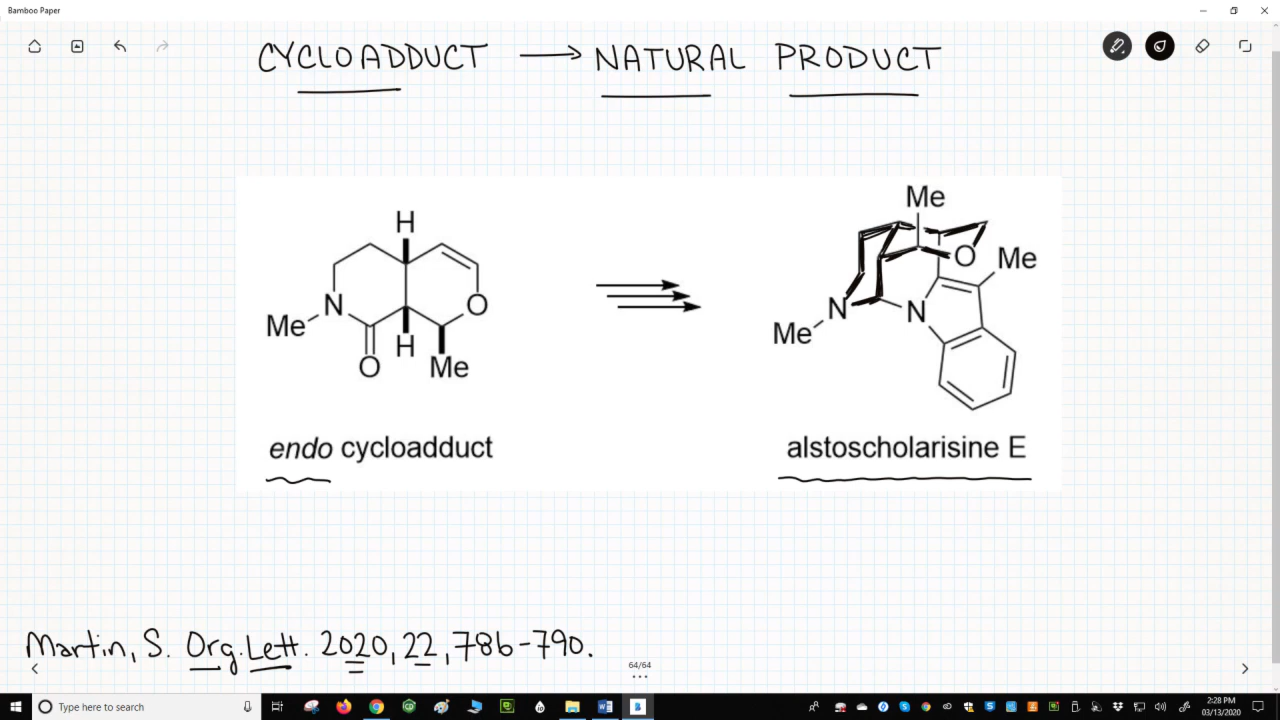 Bamboo Paper
CYCLOADDUCT → NATURAL PRODUCT
H
N
Me
O
H
Me
O
Me
O
Me
N
N
Me
endo cycloadduct
alstoscholarisine E
Martin, S. Org. Lett. 2020, 22, 786-790.
64/64
Type here to search
2:28 PM
03/13/2020